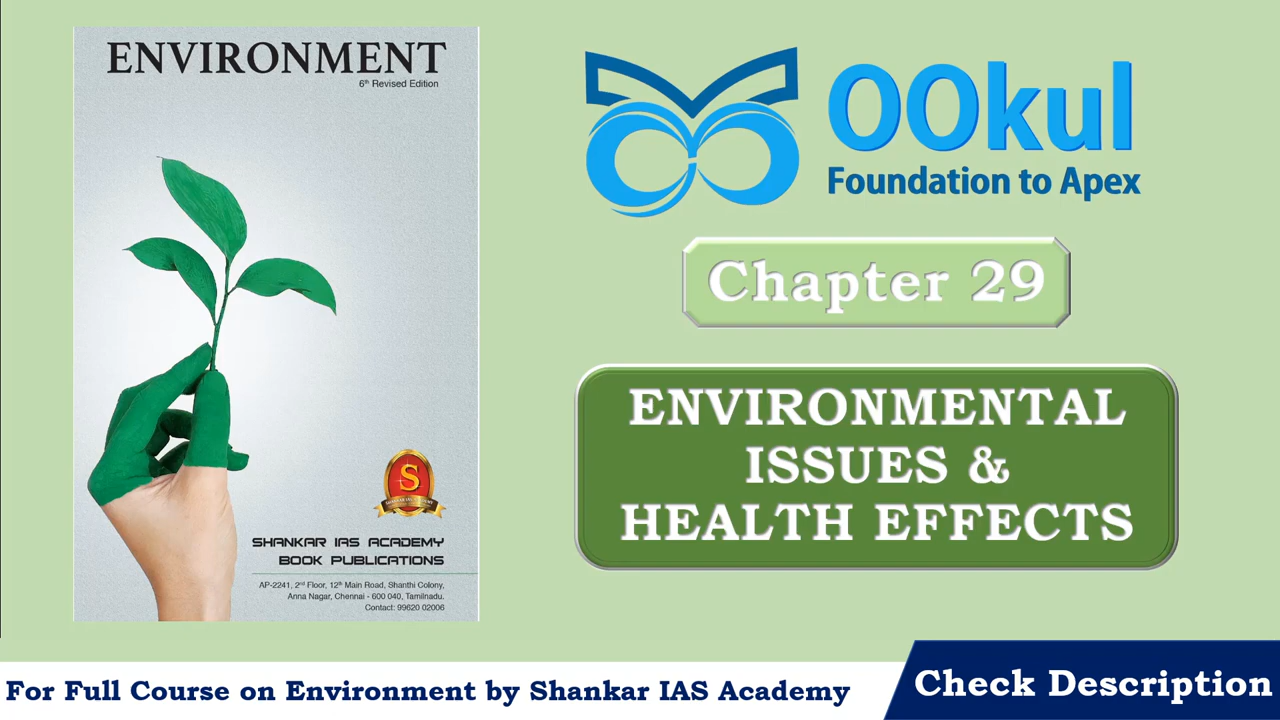 ENVIRONMENT
6th Revised Edition
S
SHANKAR IAS ACADEMY
BOOK PUBLICATIONS
AP-2241, 2nd Floor, 12th Main Road, Shanthi Colony,
Anna Nagar, Chennai - 600 040, Tamilnadu.
Contact: 99620 02006
OOkul
Foundation to Apex
Chapter 29
ENVIRONMENTAL
ISSUES &
HEALTH EFFECTS
For Full Course on Environment by Shankar IAS Academy
Check Description